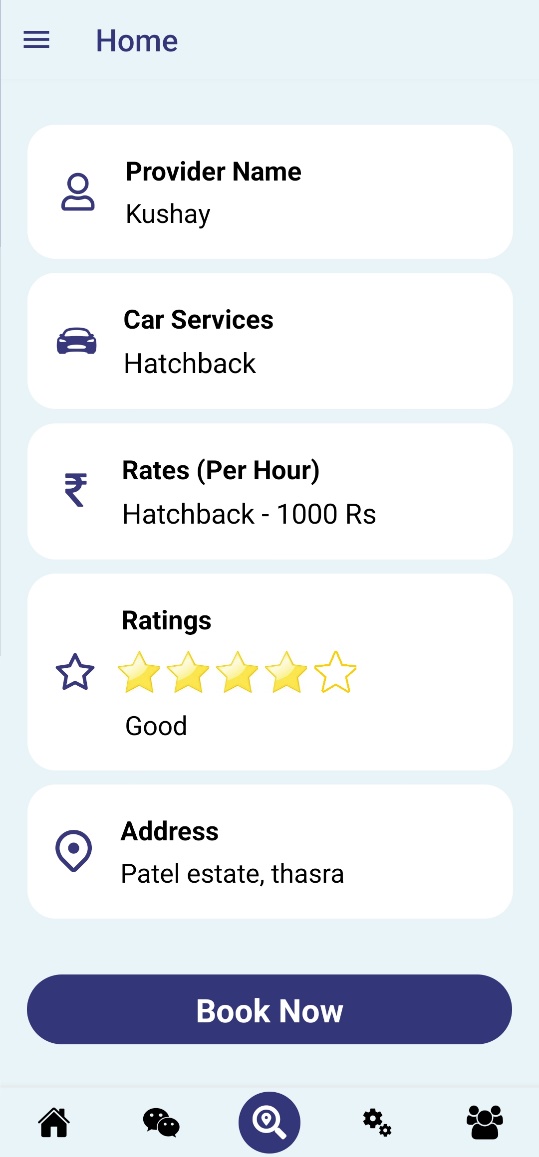 Home
Provider Name
Kushay
Car Services
Hatchback
Rates (Per Hour)
₹
Hatchback - 1000 Rs
Ratings
Good
Address
Patel estate, thasra
Book Now